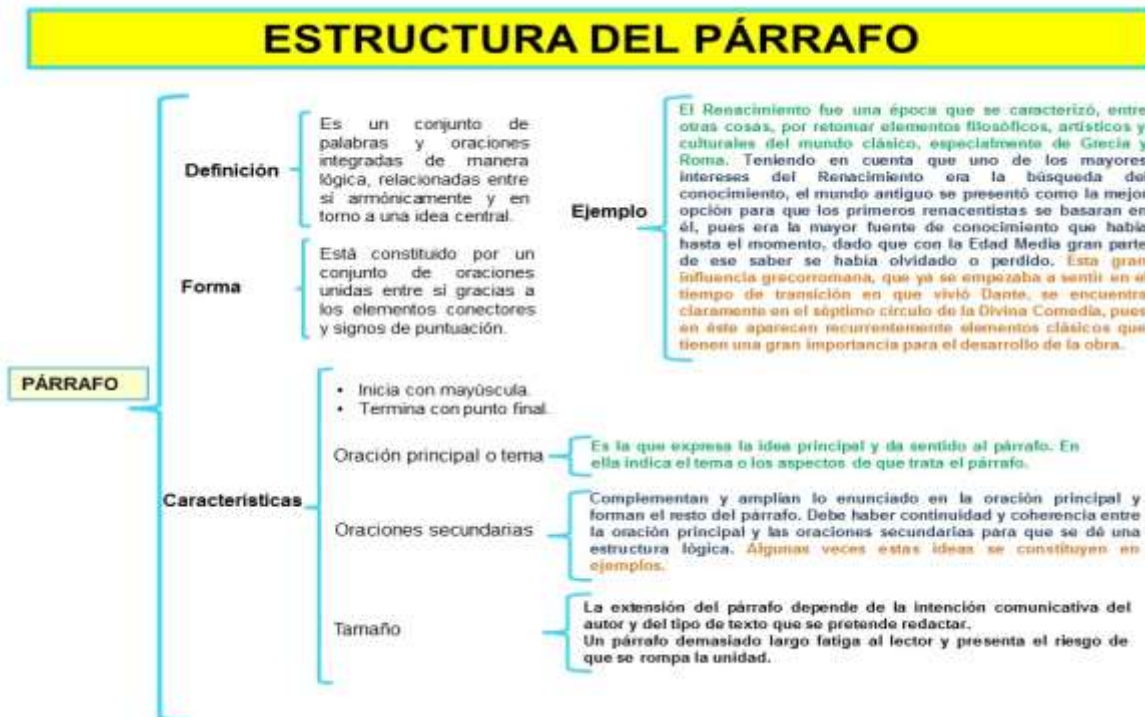 ESTRUCTURA DEL PÁRRAFO
PÁRRAFO
Definición
Es un conjunto de
palabras y oraciones
integradas de manera
lógica, relacionadas entre
sí armónicamente y en
torno a una idea central.
Forma
Está constituido por un
conjunto de oraciones
unidas entre sí gracias a
los elementos conectores
y signos de puntuación.
Ejemplo
El Renacimiento fue una época que se caracterizó, entre
otras cosas, por retomar elementos filosóficos, artísticos y
culturales del mundo clásico, especialmente de Grecia y
Roma. Teniendo en cuenta que uno de los mayores
intereses del Renacimiento era la búsqueda del
conocimiento, el mundo antiguo se presentó como la mejor
opción para que los primeros renacentistas se basaran en
él, pues era la mayor fuente de conocimiento que había
hasta el momento, dado que con la Edad Media gran parte
de ese saber se había olvidado o perdido. Esta gran
influencia grecorromana, que ya se empezaba a sentir en el
tiempo de transición en que vivió Dante, se encuentra
claramente en el séptimo círculo de la Divina Comedia, pues
en éste aparecen recurrentemente elementos clásicos que
tienen una gran importancia para el desarrollo de la obra.
Características
• Inicia con mayúscula.
• Termina con punto final.
Oración principal o tema
Es la que expresa la idea principal y da sentido al párrafo. En
ella indica el tema o los aspectos de que trata el párrafo.
Oraciones secundarias
Complementan y amplían lo enunciado en la oración principal y
forman el resto del párrafo. Debe haber continuidad y coherencia entre
la oración principal y las oraciones secundarias para que se dé una
estructura lógica. Algunas veces estas ideas se constituyen en
ejemplos.
Tamaño
La extensión del párrafo depende de la intención comunicativa del
autor y del tipo de texto que se pretende redactar.
Un párrafo demasiado largo fatiga al lector y presenta el riesgo de
que se rompa la unidad.